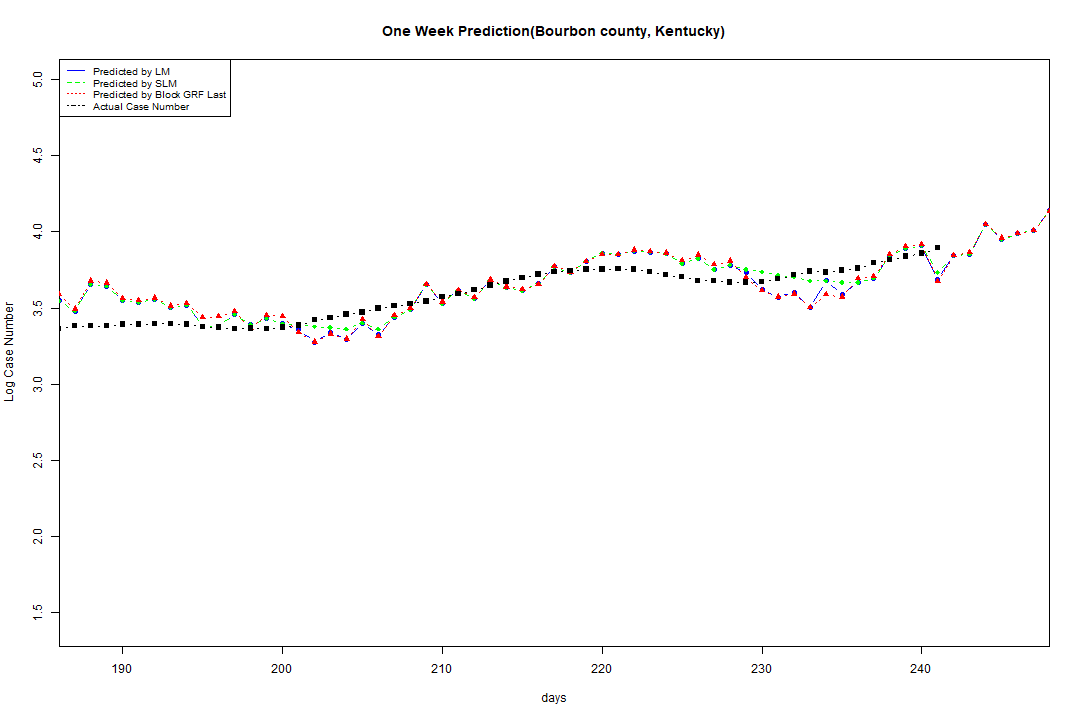 One Week Prediction(Bourbon county, Kentucky)
Predicted by LM
Predicted by SLM
Predicted by Block GRF Last
Actual Case Number
5.0
4.5
4.0
3.5
3.0
2.5
2.0
1.5
Log Case Number
190 200 210 220 230 240
days